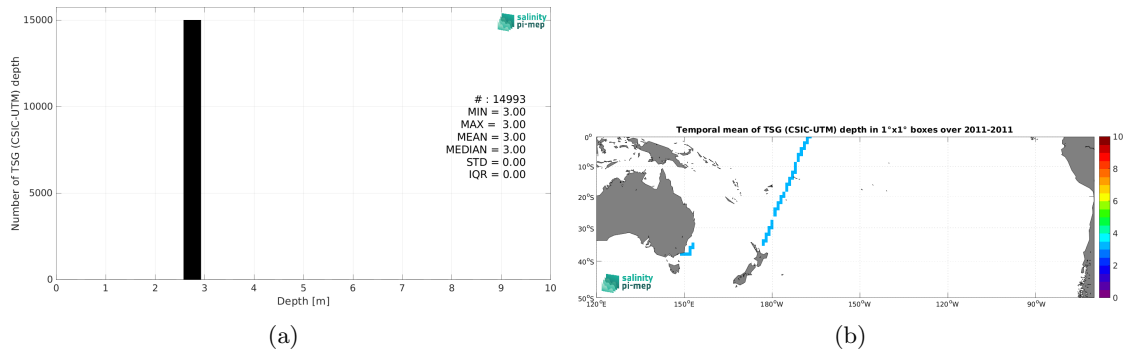 15000
10000
5000
0
Number of TSG (CSIC-UTM) depth
salinity
pi-mep
# : 14993
MIN = 3.00
MAX = 3.00
MEAN = 3.00
MEDIAN = 3.00
STD = 0.00
IQR = 0.00
0 1 2 3 4 5 6 7 8 9 10
Depth [m]
(a)
Temporal mean of TSG (CSIC-UTM) depth in 1°x1° boxes over 2011-2011
0°
10°S
20°S
30°S
40°S
50°S
120°E 150°E 180°W 150°W 120°W 90°W
salinity
pi-mep
10
8
6
4
2
0
(b)